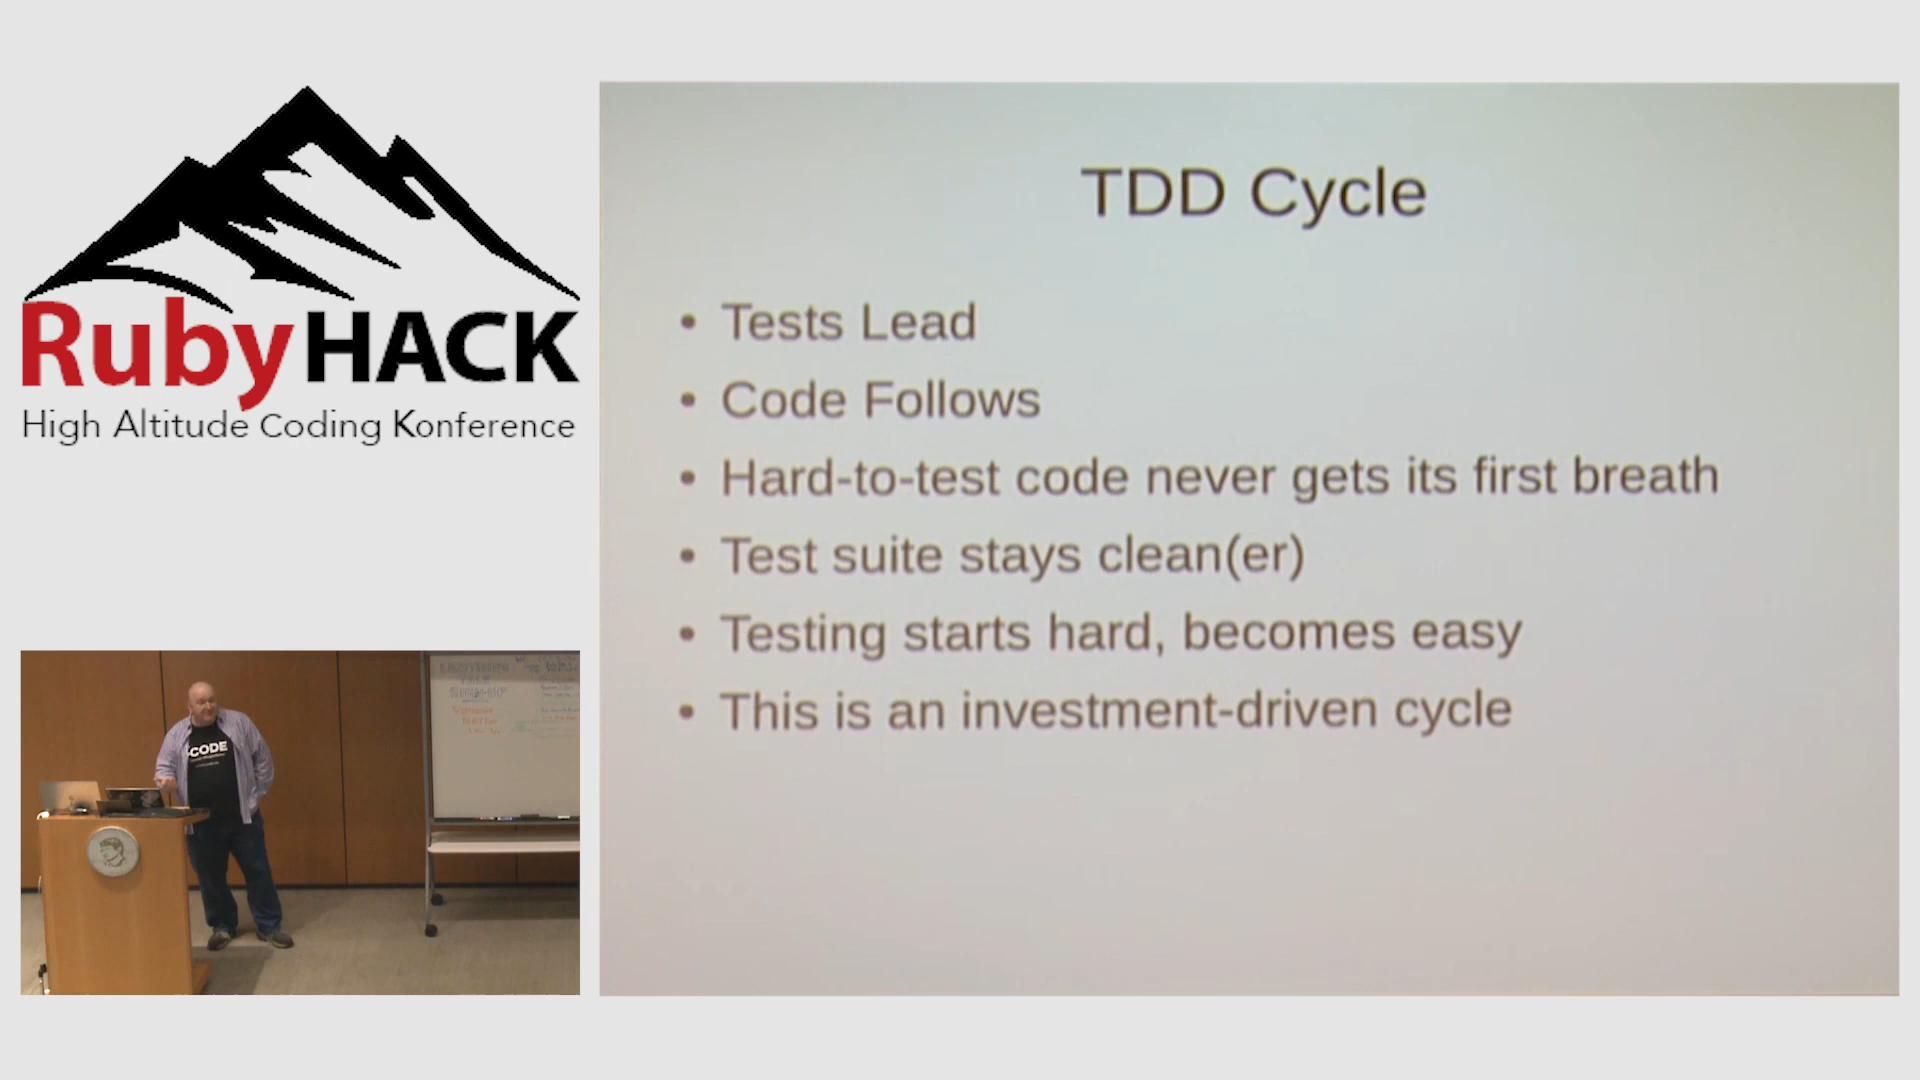 RubyHACK
High Altitude Coding Konference
TDD Cycle
• Tests Lead
• Code Follows
• Hard-to-test code never gets its first breath
• Test suite stays clean(er)
• Testing starts hard, becomes easy
• This is an investment-driven cycle
CODE